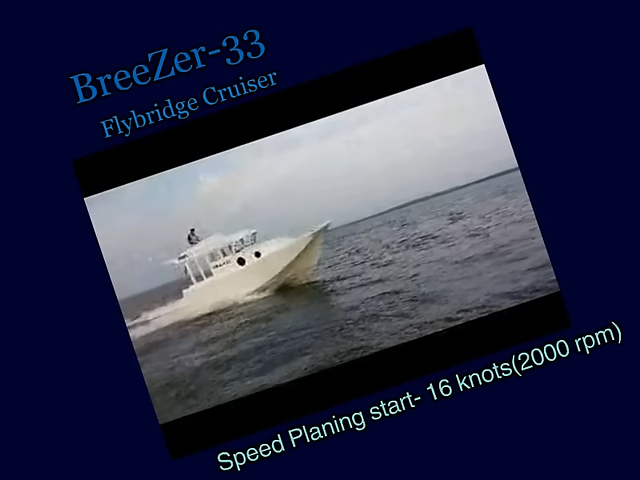 BreeZer-33
Flybridge Cruiser
Speed Planing start- 16 knots(2000 rpm)